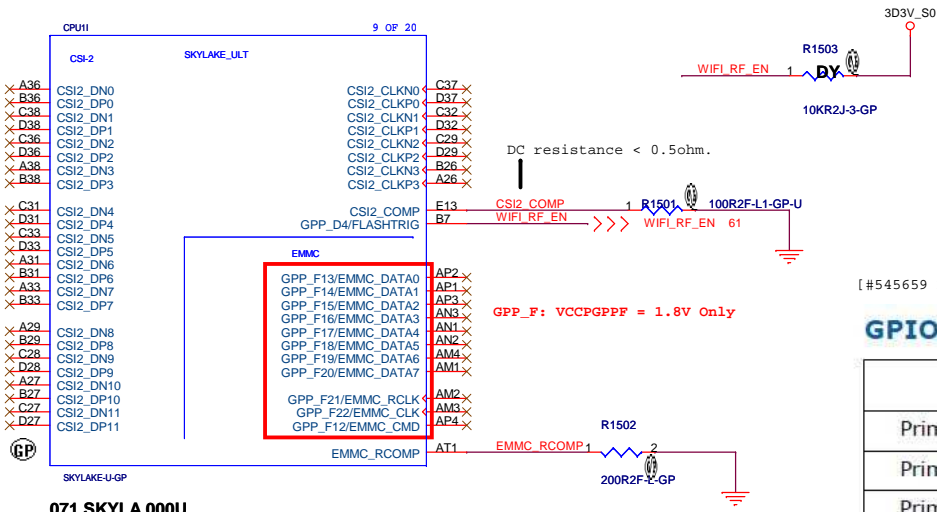 3D3V_S0
CPU1I 9 OF 20
CSI-2 SKYLAKE_ULT
R1503
WIFI_RF_EN 1 DY
10KR2J-3-GP
A36 CSI2_DN0 CSI2_CLKN0 C37
B36 CSI2_DP0 CSI2_CLKP0 D37
C38 CSI2_DN1 CSI2_CLKN1 C32
D38 CSI2_DP1 CSI2_CLKP1 D32
C36 CSI2_DN2 CSI2_CLKN2 C29
D36 CSI2_DP2 CSI2_CLKP2 D29
A38 CSI2_DN3 CSI2_CLKN3 B26
B38 CSI2_DP3 CSI2_CLKP3 A26
DC resistance < 0.5ohm.
C31 CSI2_DN4 CSI2_COMP E13 CSI2_COMP 1 R1501 100R2F-L1-GP-U
D31 CSI2_DP4 GPP_D4/FLASHTRIG B7 WIFI_RF_EN WIFI_RF_EN 61
C33 CSI2_DN5
D33 CSI2_DP5
A31 CSI2_DN6 EMMC
B31 CSI2_DP6 GPP_F13/EMMC_DATA0 AP2
A33 CSI2_DN7 GPP_F14/EMMC_DATA1 AP1
B33 CSI2_DP7 GPP_F15/EMMC_DATA2 AP3
GPP_F16/EMMC_DATA3 AN3
A29 CSI2_DN8 GPP_F17/EMMC_DATA4 AN1
B29 CSI2_DP8 GPP_F18/EMMC_DATA5 AN2
C28 CSI2_DN9 GPP_F19/EMMC_DATA6 AM4
D28 CSI2_DP9 GPP_F20/EMMC_DATA7 AM1
A27 CSI2_DN10
B27 CSI2_DP10 GPP_F21/EMMC_RCLK AM2
C27 CSI2_DN11 GPP_F22/EMMC_CLK AM3
D27 CSI2_DP11 GPP_F12/EMMC_CMD AP4
GPP_F: VCCPGPPF = 1.8V Only
[#545659
GPIO
Prim
Prim
Prim
GP
EMMC_RCOMP AT1 EMMC_RCOMP 1 R1502 2
200R2F-L-GP
SKYLAKE-U-GP
071.SKYLA.000U